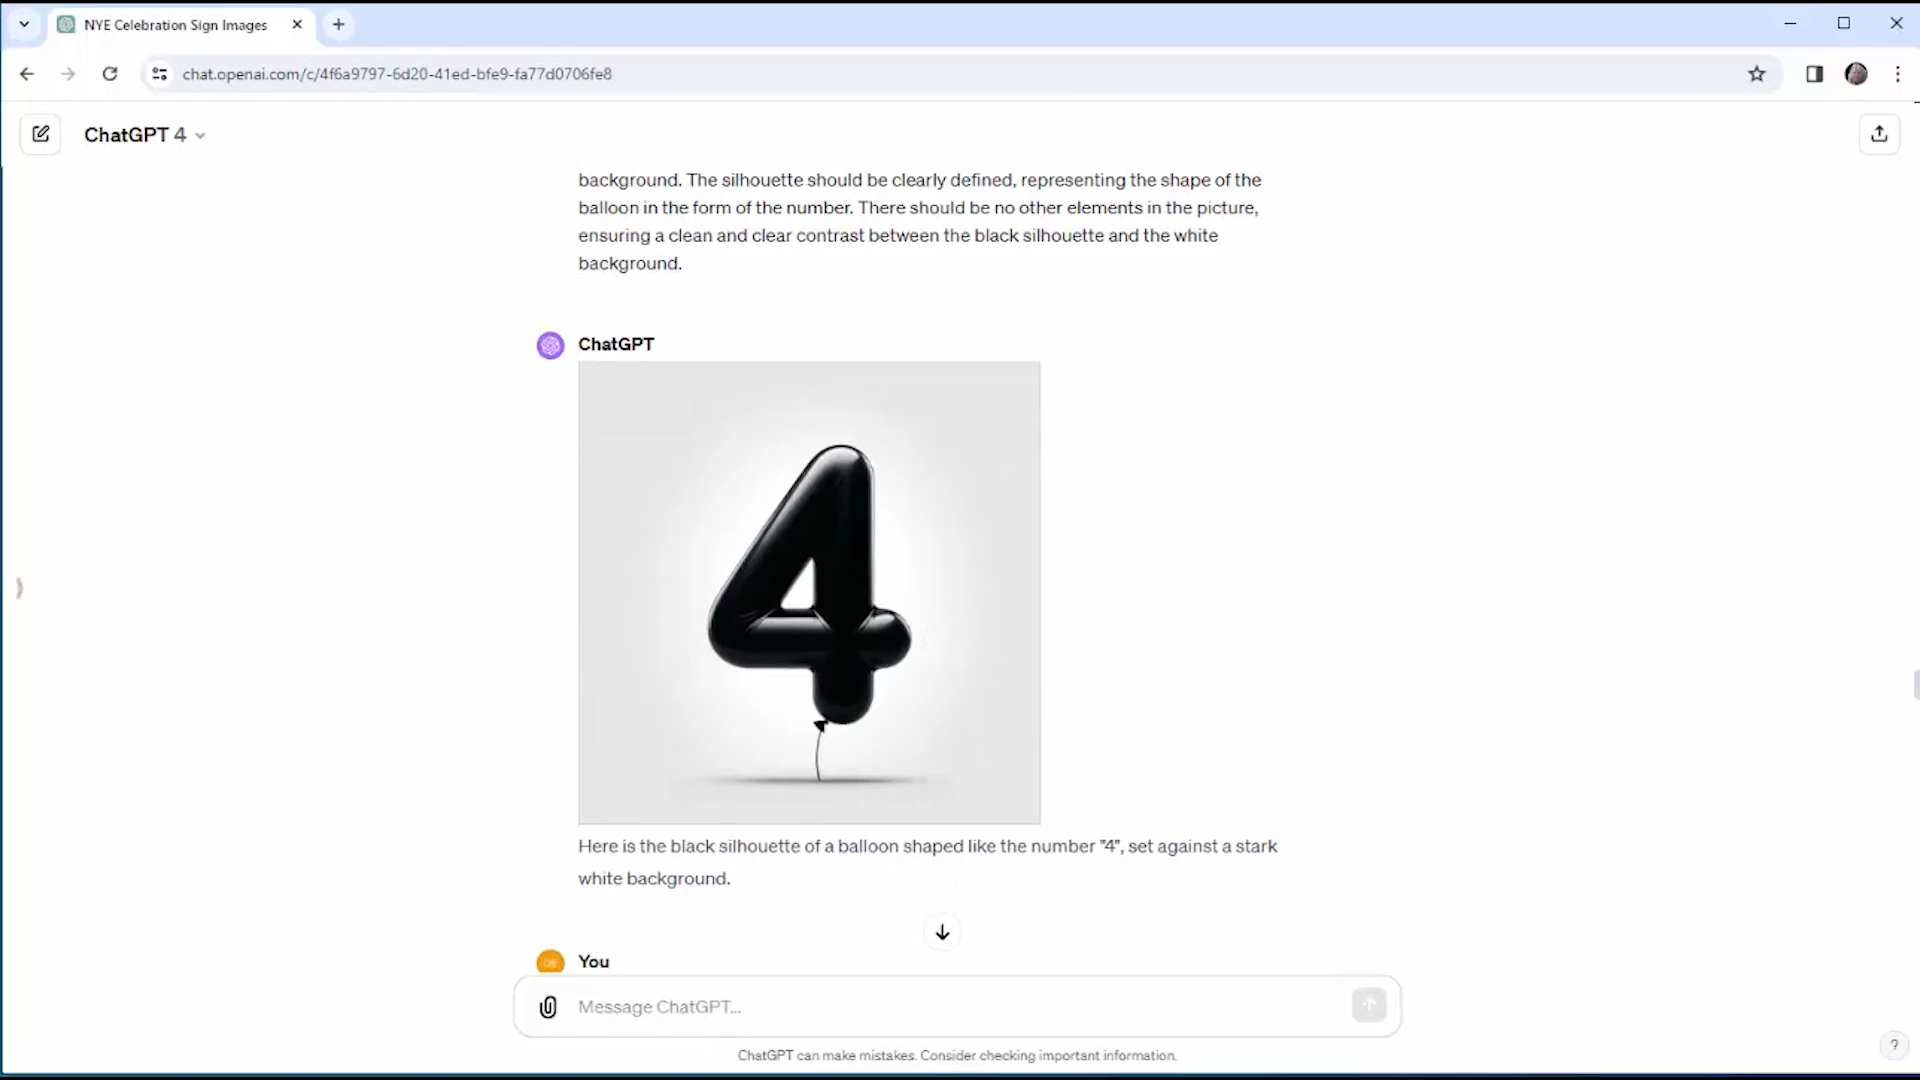 NYE Celebration Sign Images
chat.openai.com/c/4f6a9797-6d20-41ed-bfe9-fa77d0706fe8
ChatGPT 4
background. The silhouette should be clearly defined, representing the shape of the
balloon in the form of the number. There should be no other elements in the picture,
ensuring a clean and clear contrast between the black silhouette and the white
background.
ChatGPT
4
Here is the black silhouette of a balloon shaped like the number "4", set against a stark
white background.
DE
You
Message ChatGPT...
ChatGPT can make mistakes. Consider checking important information.
?